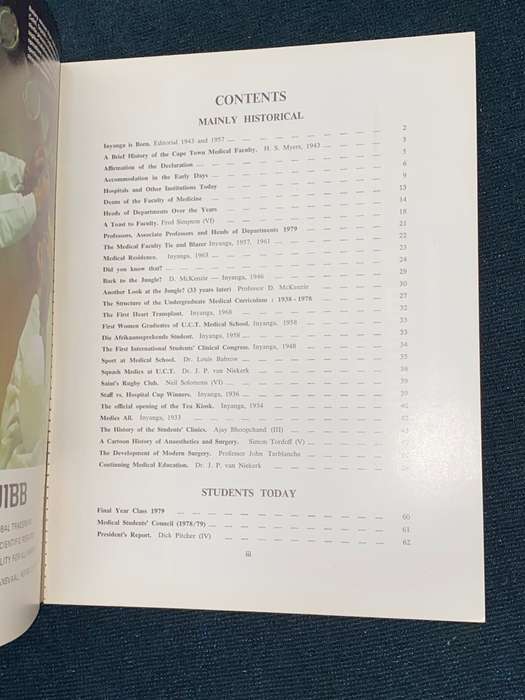 CONTENTS
MAINLY HISTORICAL
Inyanga is Born. Editorial 1943 and 1957 2
A Brief History of the Cape Town Medical Faculty. H. S. Myers, 1943 3
Affirmation of the Declaration 5
Accommodation in the Early Days 6
Hospitals and Other Institutions Today 9
Deans of the Faculty of Medicine 13
Heads of Departments Over the Years 14
A Toast to Faculty. Fred Simpson (VI) 18
Professors, Associate Professors and Heads of Departments 1979 21
The Medical Faculty Tie and Blazer Inyanga, 1957, 1961 22
Medical Residence. Inyanga, 1963 23
Did you know that? 24
Back to the Jungle? D. McKenzie — Inyanga, 1946 29
Another Look at the Jungle? (33 years later) Professor D. McKenzie 30
The Structure of the Undergraduate Medical Curriculum : 1938-1978 27
The First Heart Transplant. Inyanga, 1968 32
First Women Graduates of U.C.T. Medical School. Inyanga, 1958 33
Die Afrikaanssprekende Student. Inyanga, 1958 33
The First International Students' Clinical Congress. Inyanga, 1948 34
Sport at Medical School. Dr. Louis Babrow 35
Squash Medics at U.C.T. Dr. J. P. van Niekerk 38
Saint's Rugby Club. Neil Solomons (VI) 39
Staff vs. Hospital Cup Winners. Inyanga, 1936 39
The official opening of the Tea Kiosk. Inyanga, 1934
Medics All. Inyanga, 1933
The History of the Students' Clinics. Ajay Bhoopchand (III)
A Cartoon History of Anaesthetics and Surgery. Simon Tordoff (V)
The Development of Modern Surgery. Professor John Terblanche
Continuing Medical Education. Dr. J. P. van Niekerk
STUDENTS TODAY
Final Year Class 1979 60
Medical Students' Council (1978/79) 61
President's Report. Dick Pitcher (IV) 62
iii
J1BB